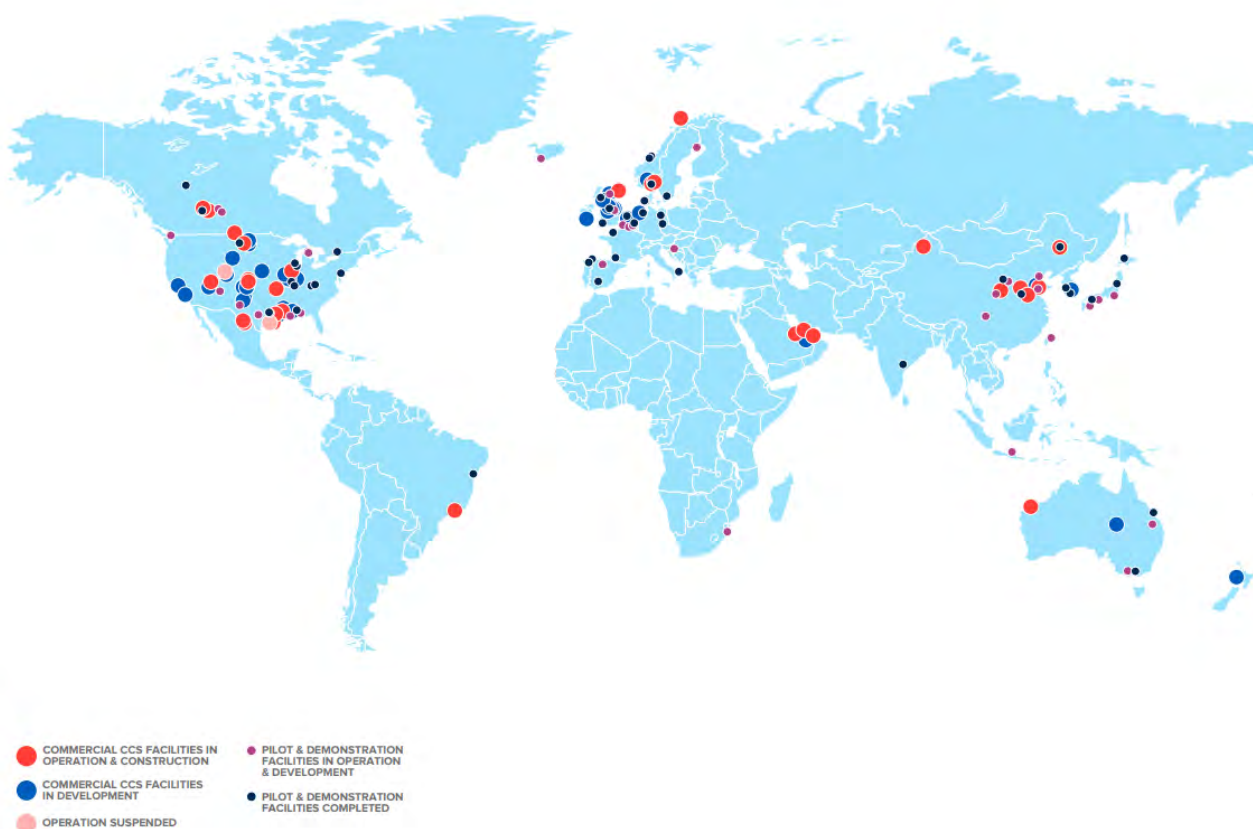 COMMERCIAL CCS FACILITIES IN
OPERATION & CONSTRUCTION
COMMERCIAL CCS FACILITIES
IN DEVELOPMENT
OPERATION SUSPENDED
PILOT & DEMONSTRATION
FACILITIES IN OPERATION
& DEVELOPMENT
PILOT & DEMONSTRATION
FACILITIES COMPLETED